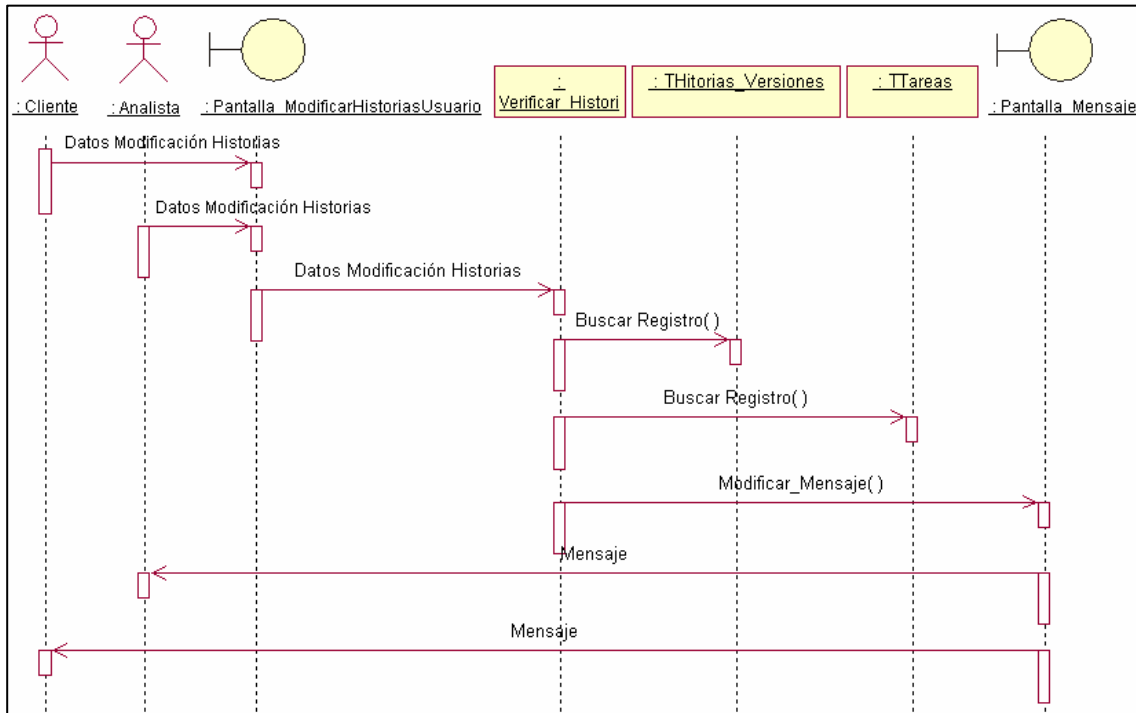 : Cliente
: Analista
: Pantalla_ModificarHistoriasUsuario
:
Verificar_Histori
: THitorias_Versiones
: TTareas
: Pantalla_Mensaje
Datos Modificación Historias
Datos Modificación Historias
Datos Modificación Historias
Buscar Registro( )
Buscar Registro( )
Modificar_Mensaje( )
Mensaje
Mensaje